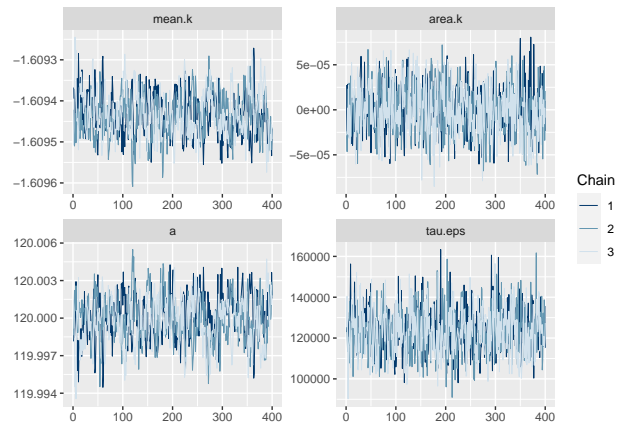 mean.k
area.k
−1.6093
−1.6094
−1.6095
−1.6096
5e−05
0e+00
−5e−05
0 100 200 300 400
0 100 200 300 400
a
tau.eps
120.006
120.003
120.000
119.997
119.994
160000
140000
120000
100000
0 100 200 300 400
0 100 200 300 400
Chain
1
2
3